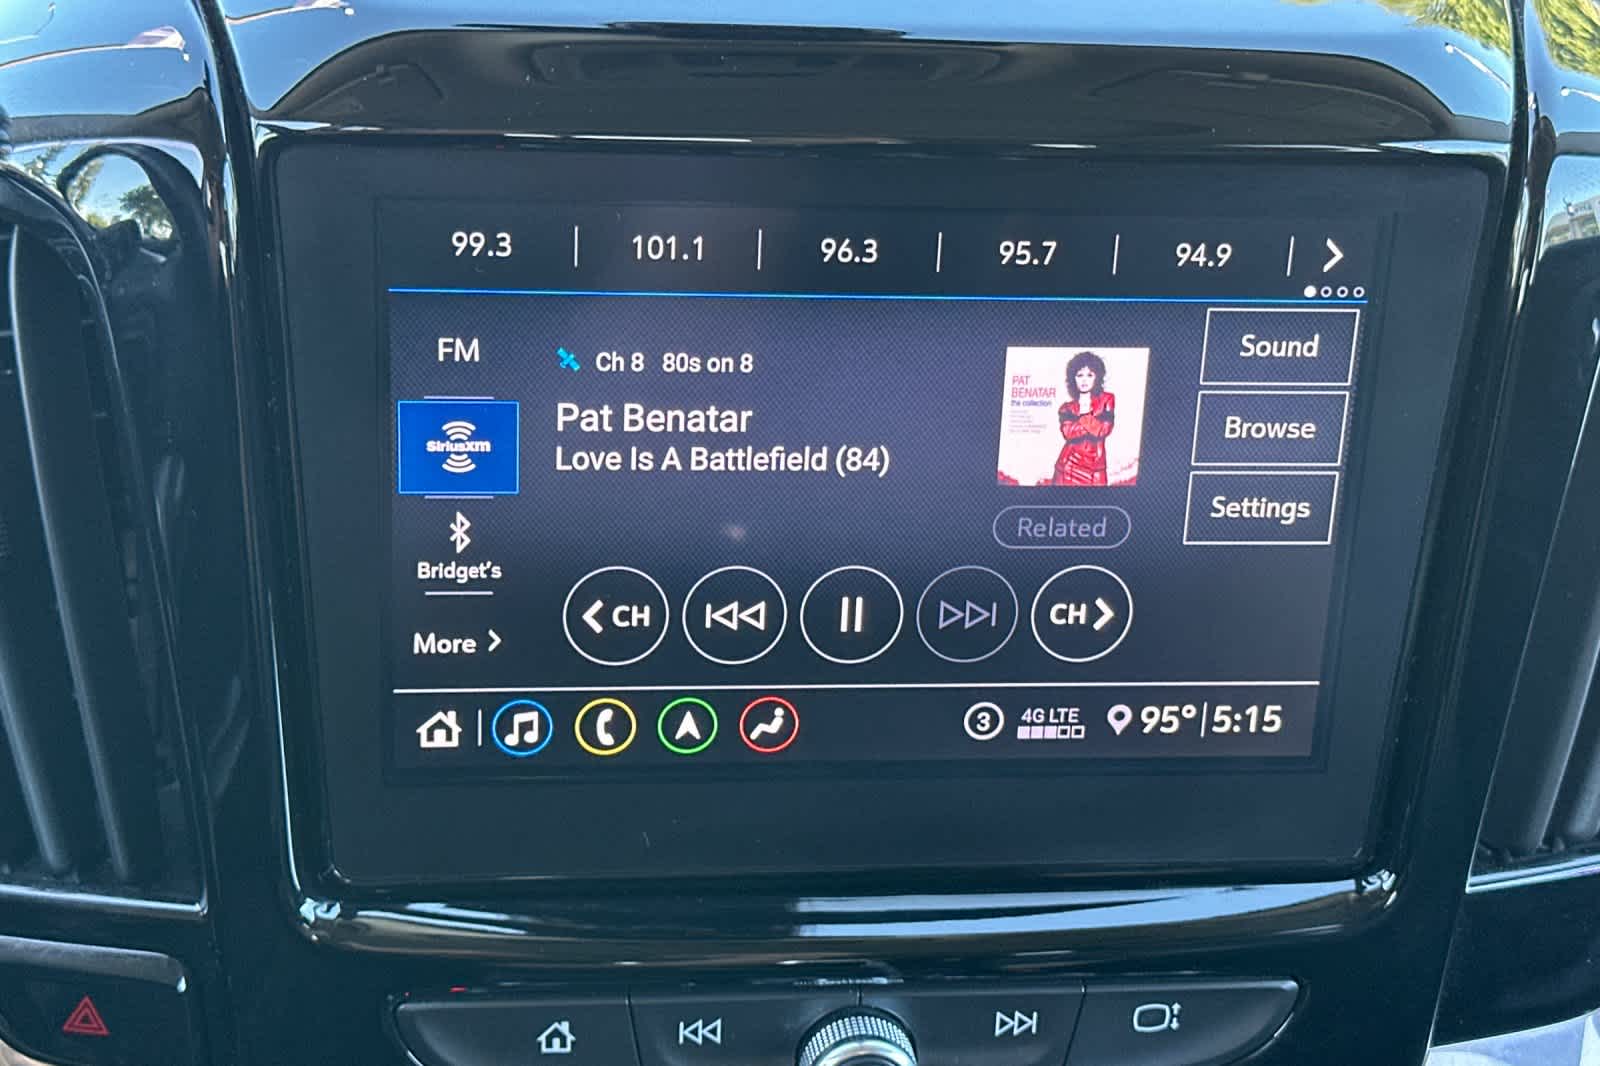 99.3 | 101.1 | 96.3 | 95.7 | 94.9 |
FM
Ch 8 80s on 8
Pat Benatar
Love Is A Battlefield (84)
PAT
BENATAR
the collection
Related
Sound
Browse
Settings
siriusxm
Bridget's
More
CH
CH
3
4G LTE
95° | 5:15